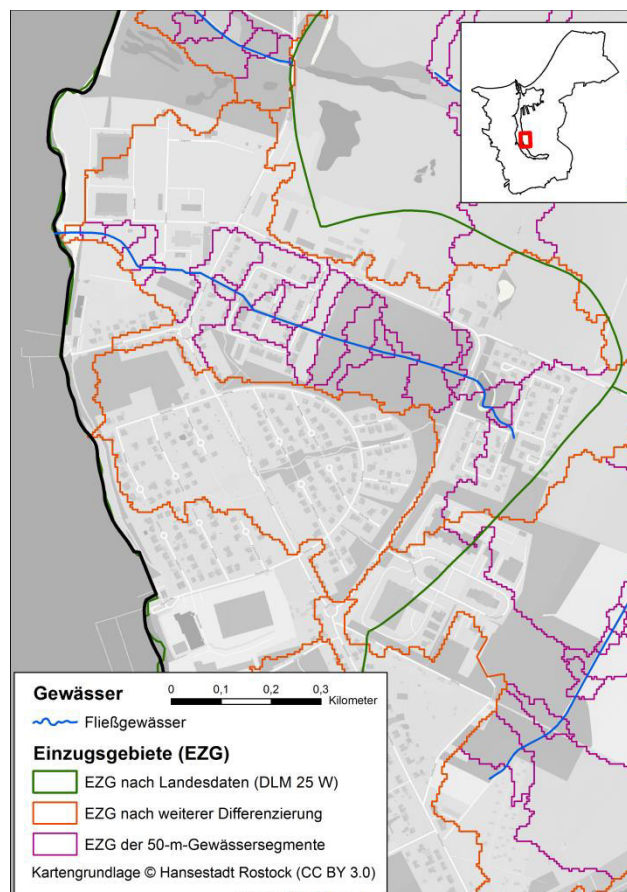 Gewässer
0 0,1 0,2 0,3
Kilometer
Fließgewässer
Einzugsgebiete (EZG)
EZG nach Landesdaten (DLM 25 W)
EZG nach weiterer Differenzierung
EZG der 50-m-Gewässersegmente
Kartengrundlage © Hansestadt Rostock (CC BY 3.0)